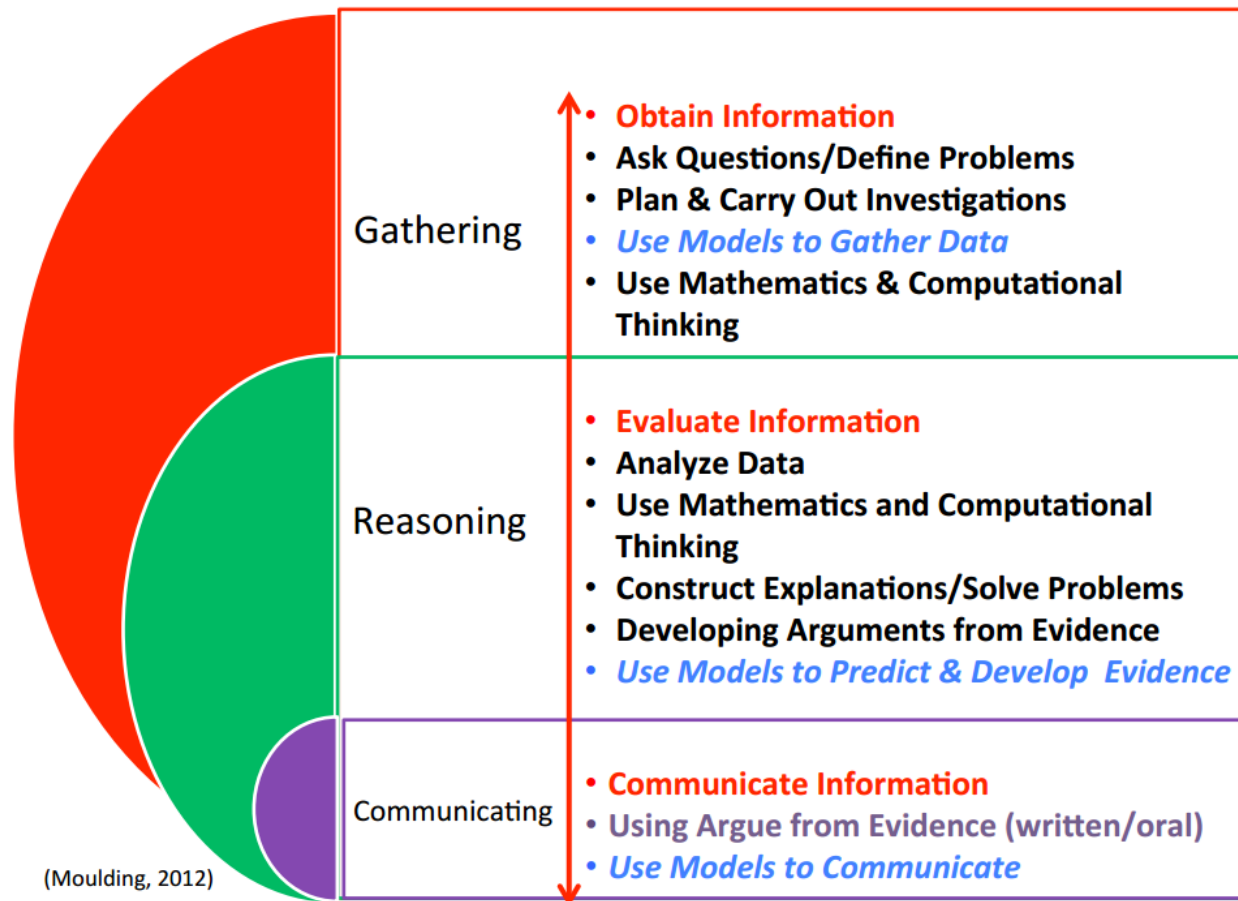 Gathering
• Obtain Information
• Ask Questions/Define Problems
• Plan & Carry Out Investigations
• Use Models to Gather Data
• Use Mathematics & Computational
Thinking
Reasoning
• Evaluate Information
• Analyze Data
• Use Mathematics and Computational
Thinking
• Construct Explanations/Solve Problems
• Developing Arguments from Evidence
• Use Models to Predict & Develop Evidence
Communicating
• Communicate Information
• Using Argue from Evidence (written/oral)
• Use Models to Communicate
(Moulding, 2012)